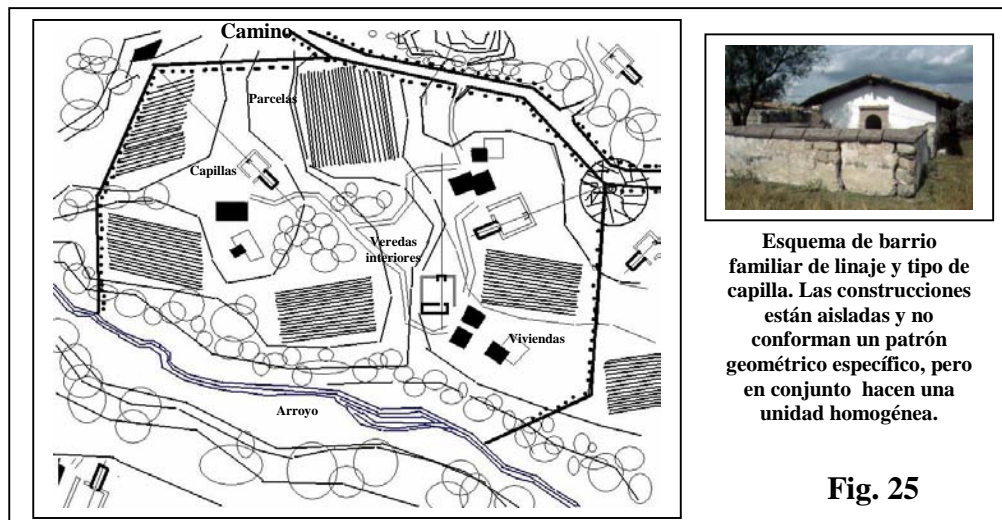 Camino
Parcelas
Capillas
Veredas
interiores
Viviendas
Arroyo
Esquema de barrio
familiar de linaje y tipo de
capilla. Las construcciones
están aisladas y no
conforman un patrón
geométrico específico, pero
en conjunto hacen una
unidad homogénea.
Fig. 25